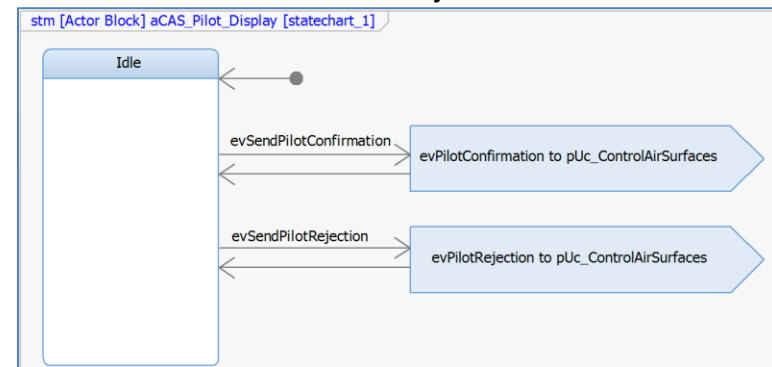 stm [Actor Block] aCAS_Pilot_Display [statechart_1]
Idle
evSendPilotConfirmation
evPilotConfirmation to pUc_ControlAirSurfaces
evSendPilotRejection
evPilotRejection to pUc_ControlAirSurfaces